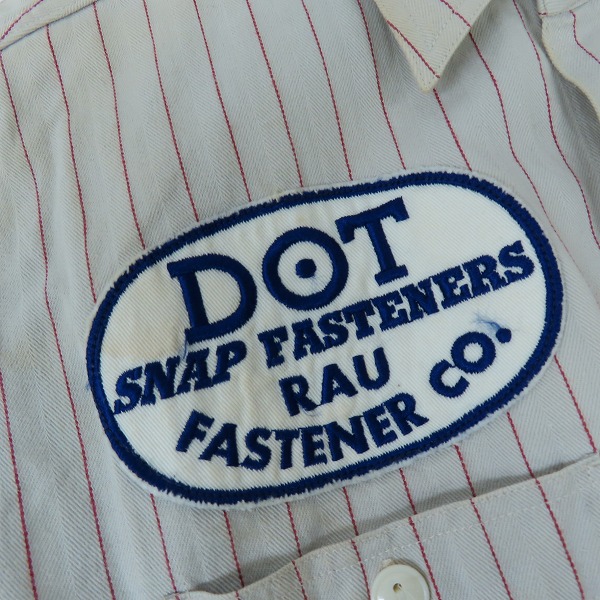 DOT
SNAP FASTENERS
RAU
FASTENER CO.